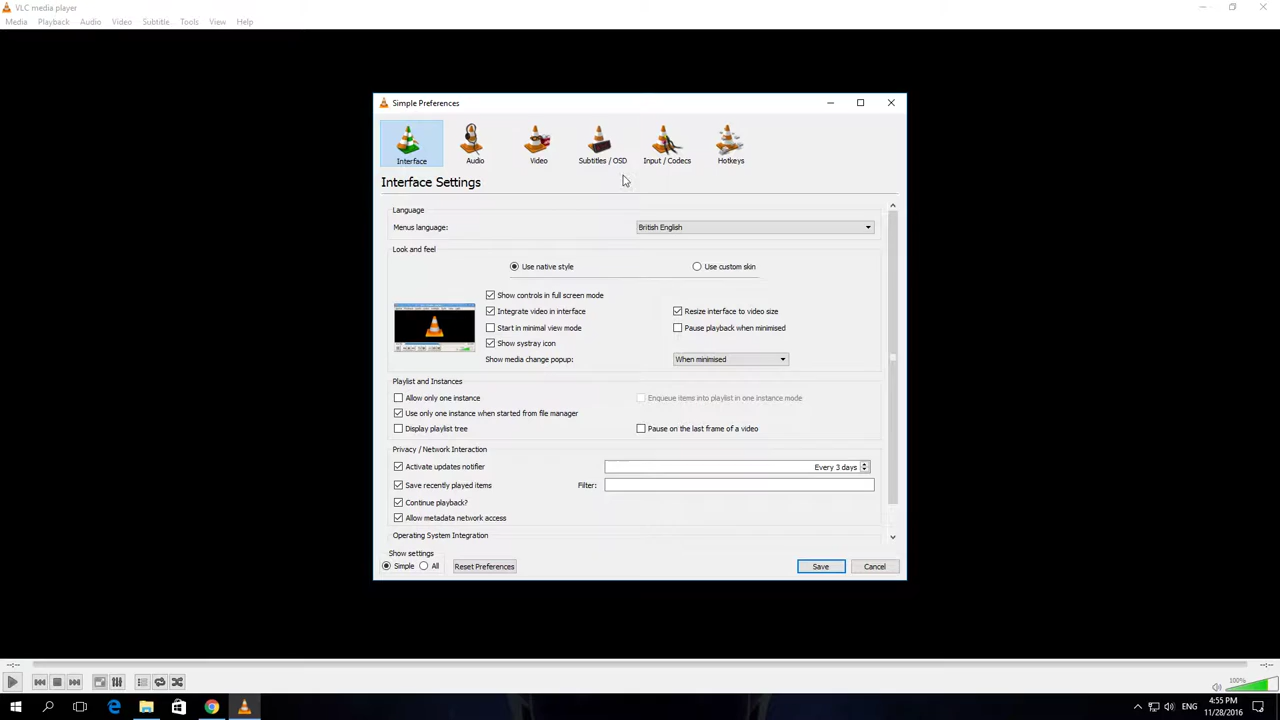 VLC media player
Media Playback Audio Video Subtitle Tools View Help
Simple Preferences
Interface Audio Video Subtitles / OSD Input / Codecs Hotkeys
Interface Settings
Language
Menus language: British English
Look and feel
Use native style Use custom skin
Show controls in full screen mode
Integrate video in interface Resize interface to video size
Start in minimal view mode Pause playback when minimised
Show systray icon
Show media change popup: When minimised
Playlist and Instances
Allow only one instance Enqueue items into playlist in one instance mode
Use only one instance when started from file manager
Display playlist tree Pause on the last frame of a video
Privacy / Network Interaction
Activate updates notifier Every 3 days
Save recently played items Filter:
Continue playback?
Allow metadata network access
Operating System Integration
Show settings
Simple All Reset Preferences Save Cancel
--:-- --:--
100%
ENG 4:55 PM
11/28/2016